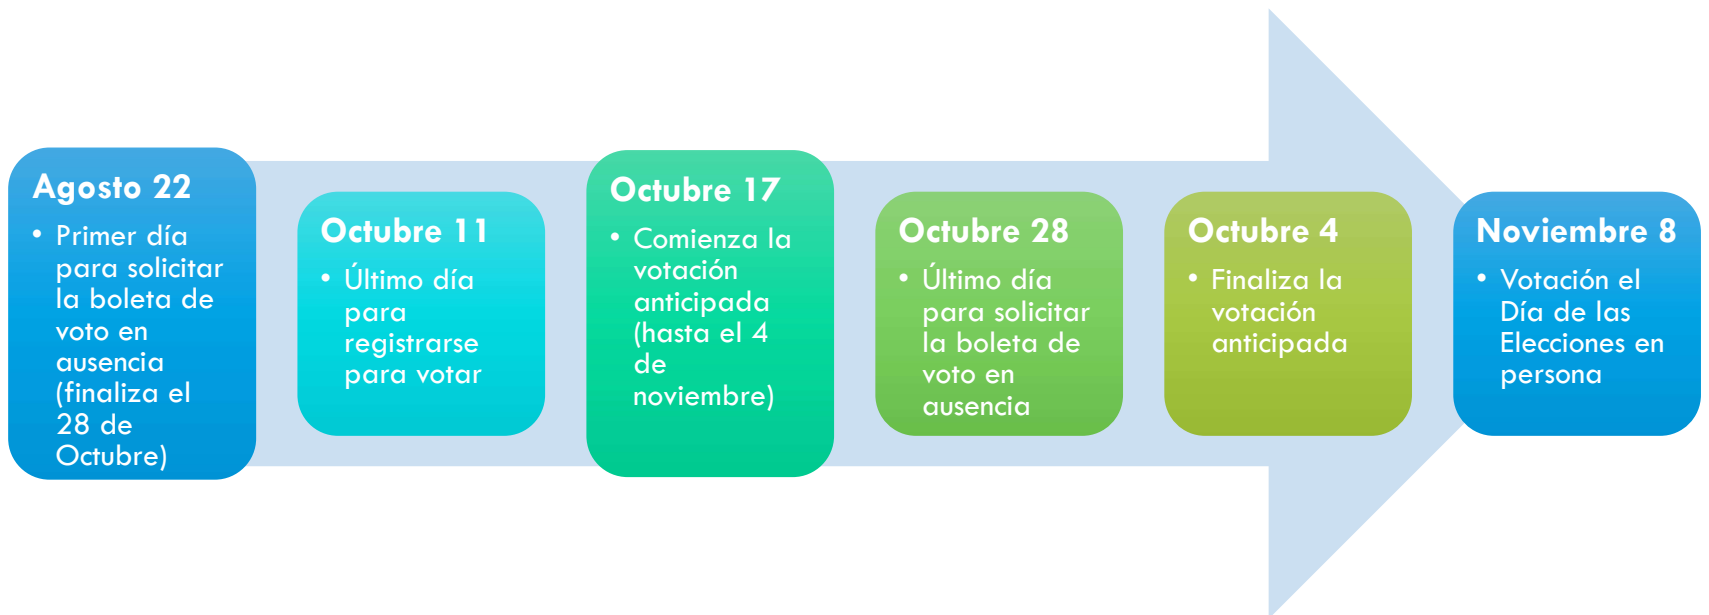 Agosto 22
• Primer día
para solicitar
la boleta de
voto en
ausencia
(finaliza el
28 de
Octubre)
Octubre 11
• Último día
para
registrarse
para votar
Octubre 17
• Comienza la
votación
anticipada
(hasta el 4
de
noviembre)
Octubre 28
• Último día
para solicitar
la boleta de
voto en
ausencia
Octubre 4
• Finaliza la
votación
anticipada
Noviembre 8
• Votación el
Día de las
Elecciones en
persona